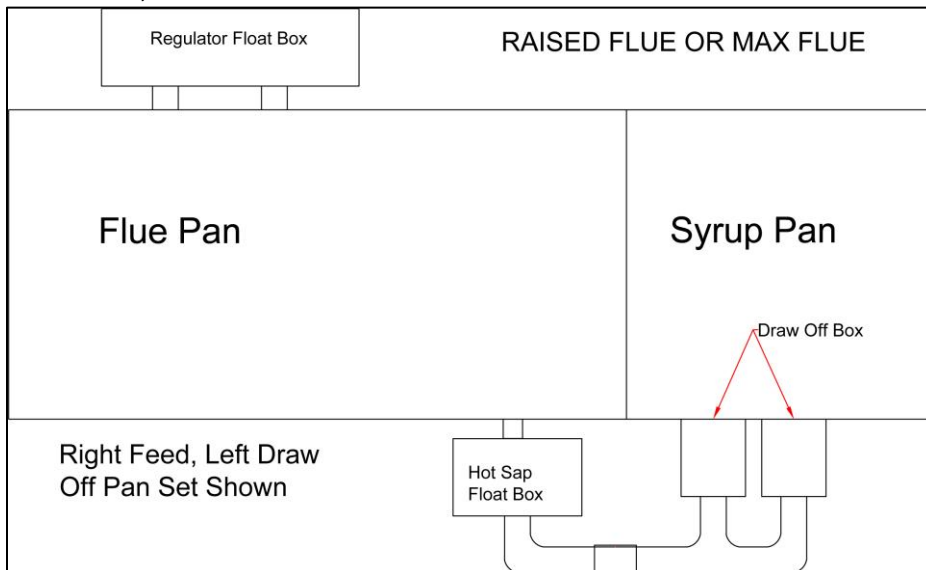 Regulator Float Box
RAISED FLUE OR MAX FLUE
Flue Pan
Syrup Pan
Draw Off Box
Right Feed, Left Draw
Off Pan Set Shown
Hot Sap
Float Box